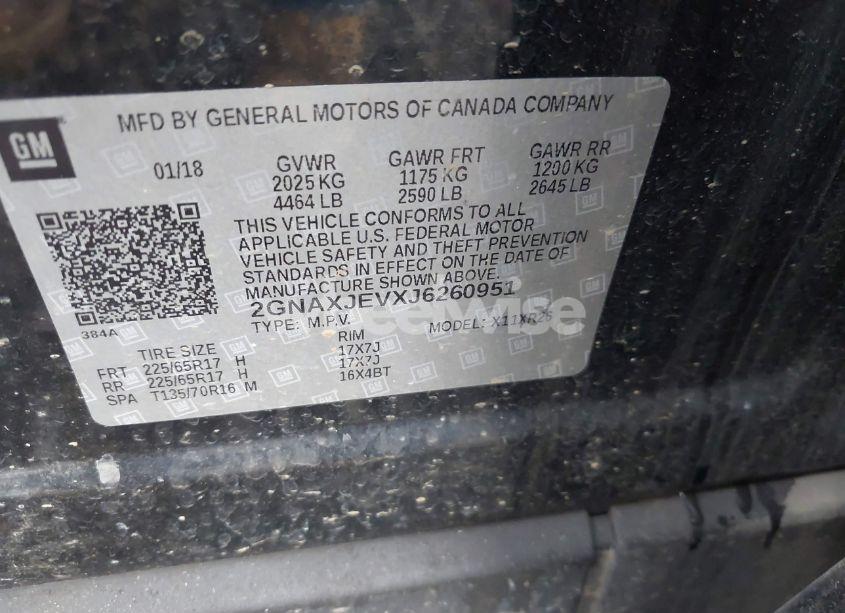 MFD BY GENERAL MOTORS OF CANADA COMPANY
GM
01/18
GVWR GAWR FRT GAWR RR
2025 KG 1175 KG 1200 KG
4464 LB 2590 LB 2645 LB
THIS VEHICLE CONFORMS TO ALL
APPLICABLE U.S. FEDERAL MOTOR
VEHICLE SAFETY AND THEFT PREVENTION
STANDARDS IN EFFECT ON THE DATE OF
MANUFACTURE SHOWN ABOVE.
2GNAXJEVXJ6260951
TYPE: M.P.V. MODEL: X11XR26
384A
TIRE SIZE RIM
FRT 225/65R17 H 17X7J
RR 225/65R17 H 17X7J
SPA T135/70R16 M 16X4BT